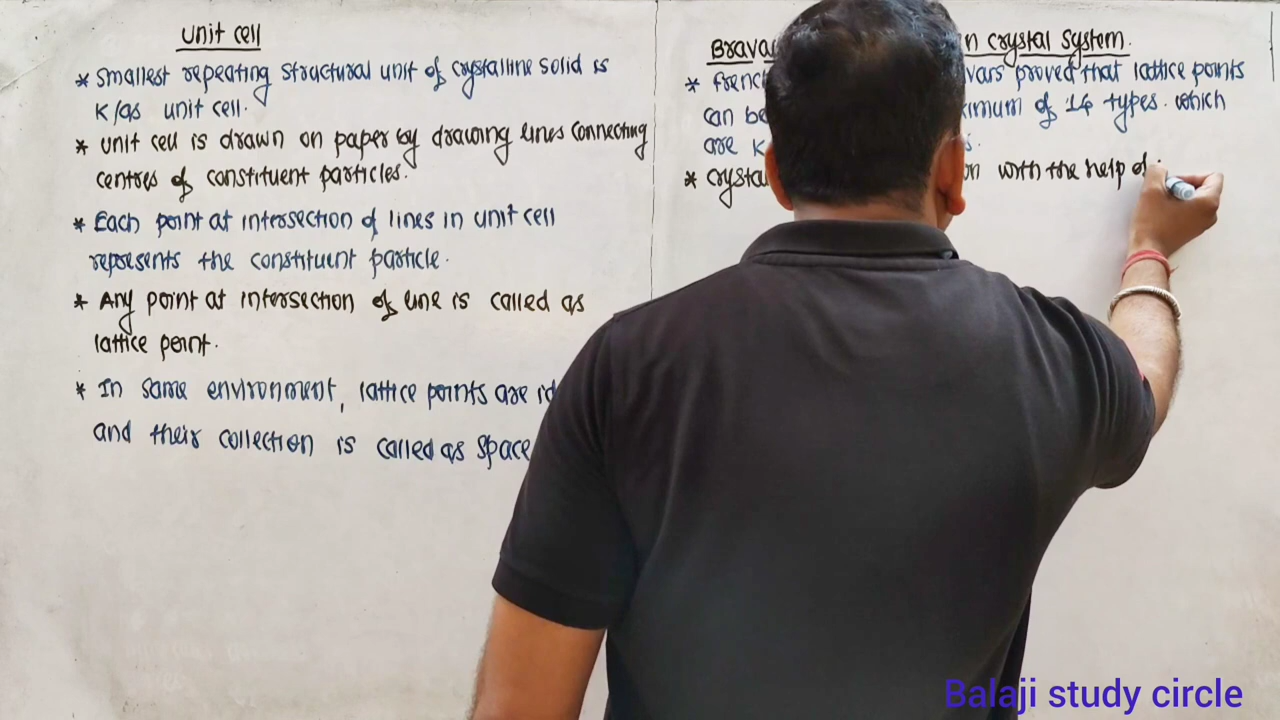 Unit cell
* Smallest repeating structural unit of crystalline solid is
K/as unit cell.
* Unit cell is drawn on paper by drawing lines connecting
centres of constituent particles.
* Each point at intersection of lines in unit cell
represents the constituent particle.
* Any point at intersection of line is called as
lattice point.
* In same environment, lattice points are
and their collection is called as space
crystal system.
* French proved that lattice points
can be of 14 types. which
are
* with the help of
Balaji study circle